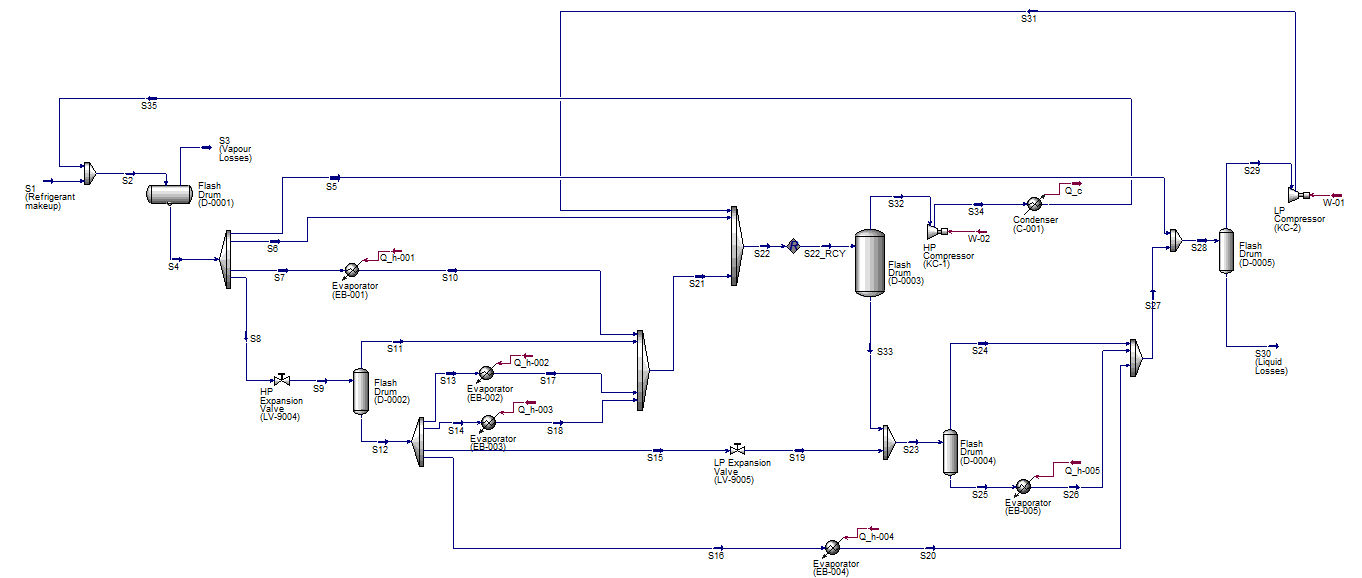 S31
S35
S3
(Vapour
Losses)
S29
S2
S1
(Refrigerant
makeup)
Flash
Drum
(D-0001)
S5
S32
S34
Q_c
Condenser
(C-001)
W-01
LP
Compressor
(KC-2)
S6
S4
S22
R
S22_RCY
W-02
HP
Compressor
(KC-1)
S28
Flash
Drum
(D-0005)
Q_h-001
S7
S10
Evaporator
(EB-001)
S21
Flash
Drum
(D-0003)
S27
S8
S11
S33
S24
S30
(Liquid
Losses)
Q_h-002
S9
S13
S17
HP
Expansion
Valve
(LV-9004)
Flash
Drum
(D-0002)
Evaporator
(EB-002)
Q_h-003
S14
S18
Evaporator
(EB-003)
S12
S15
LP Expansion
Valve
(LV-9005)
S19
S23
Flash
Drum
(D-0004)
Q_h-005
S25
S26
Evaporator
(EB-005)
Q_h-004
S16
S20
Evaporator
(EB-004)